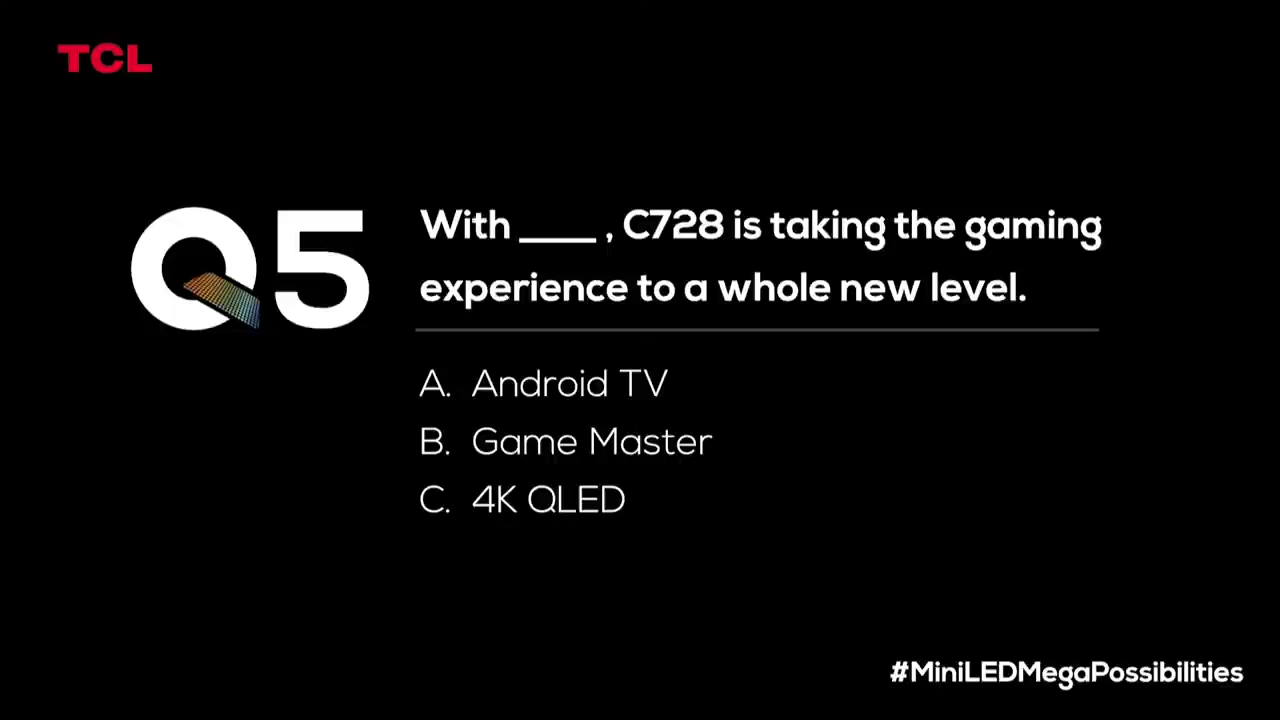 TCL
Q5
With ____ , C728 is taking the gaming
experience to a whole new level.
A. Android TV
B. Game Master
C. 4K QLED
#MiniLEDMegaPossibilities